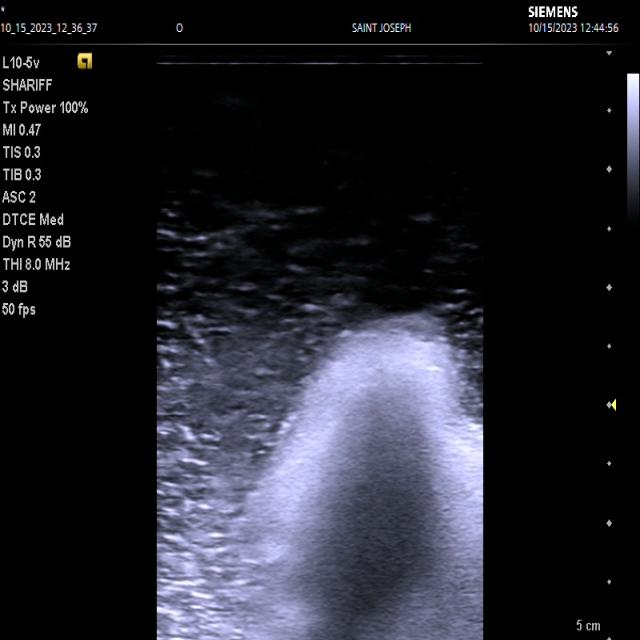 *
SIEMENS
10_15_2023_12_36_37 O SAINT JOSEPH 10/15/2023 12:44:56
L10-5v
SHARIFF
Tx Power 100%
MI 0.47
TIS 0.3
TIB 0.3
ASC 2
DTCE Med
Dyn R 55 dB
THI 8.0 MHz
3 dB
50 fps
5 cm